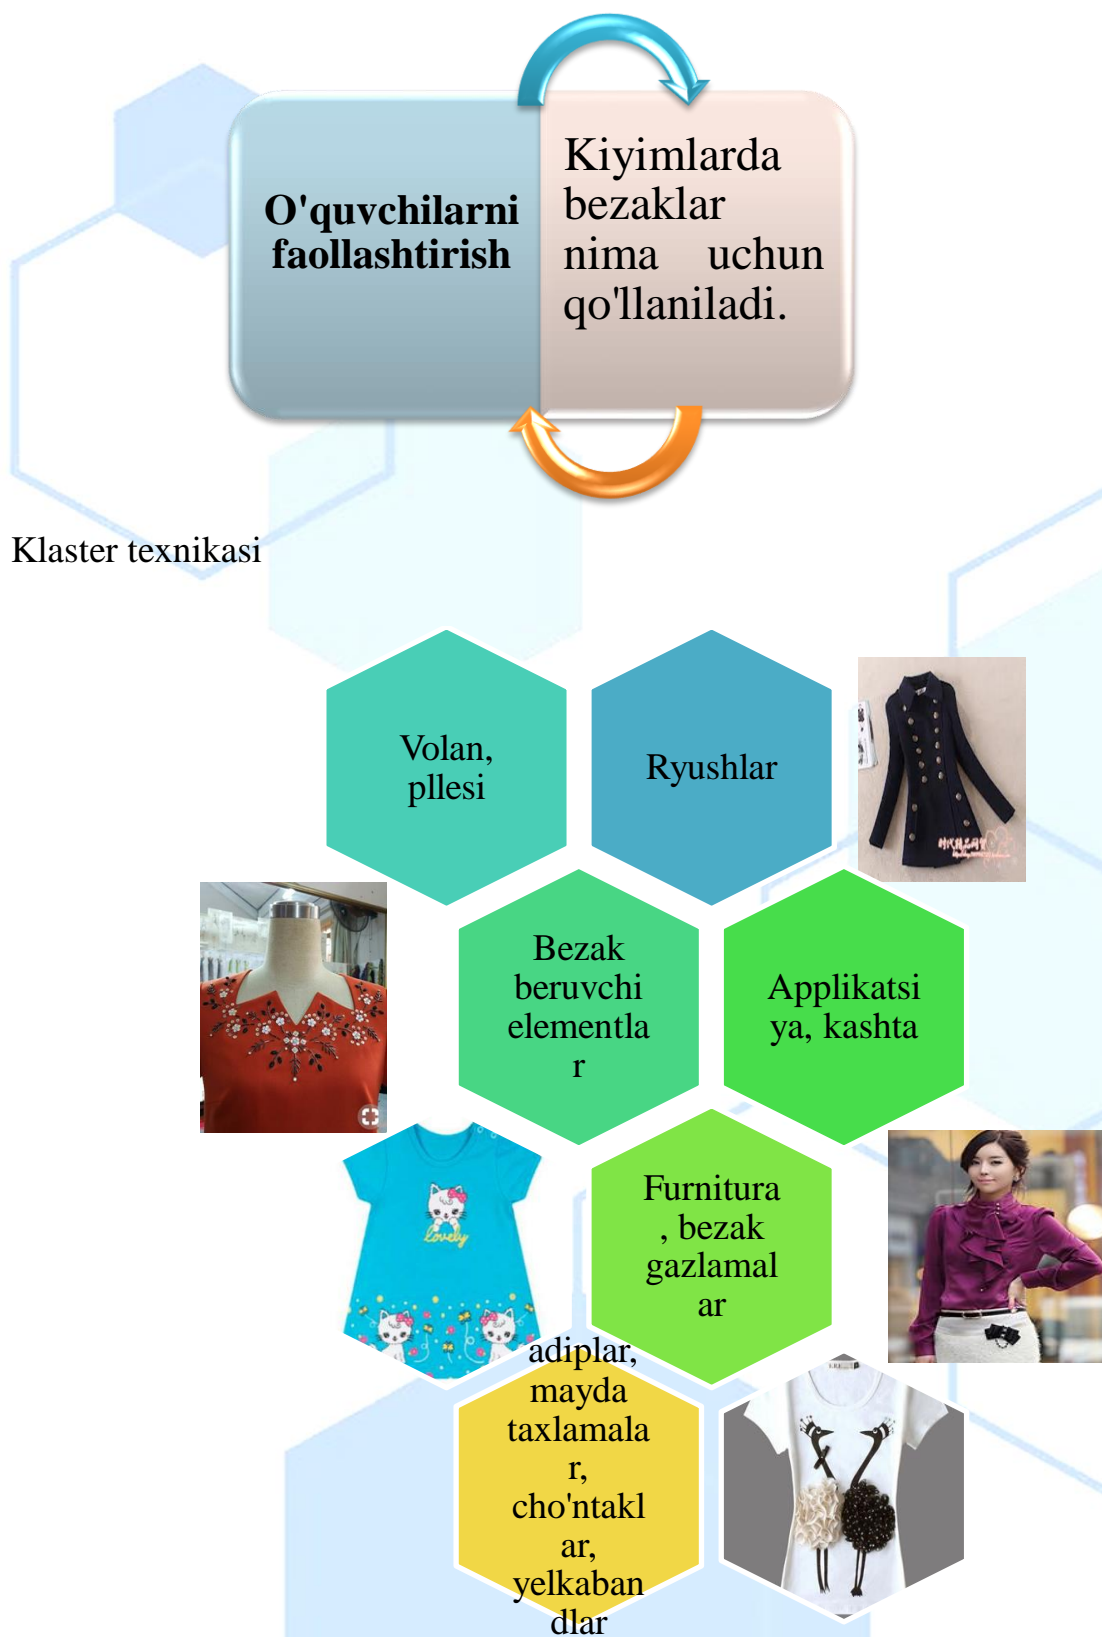 O'quvchilarni
faollashtirish
Kiyimlarda
bezaklar
nima uchun
qo'llaniladi.
Klaster texnikasi
Volan,
pllesi
Ryushlar
Bezak
beruvchi
elementla
r
Applikatsi
ya, kashta
lovely
Furnitura
, bezak
gazlamal
ar
adiplar,
mayda
taxlamala
r,
cho'ntakl
ar,
yelkaban
dlar